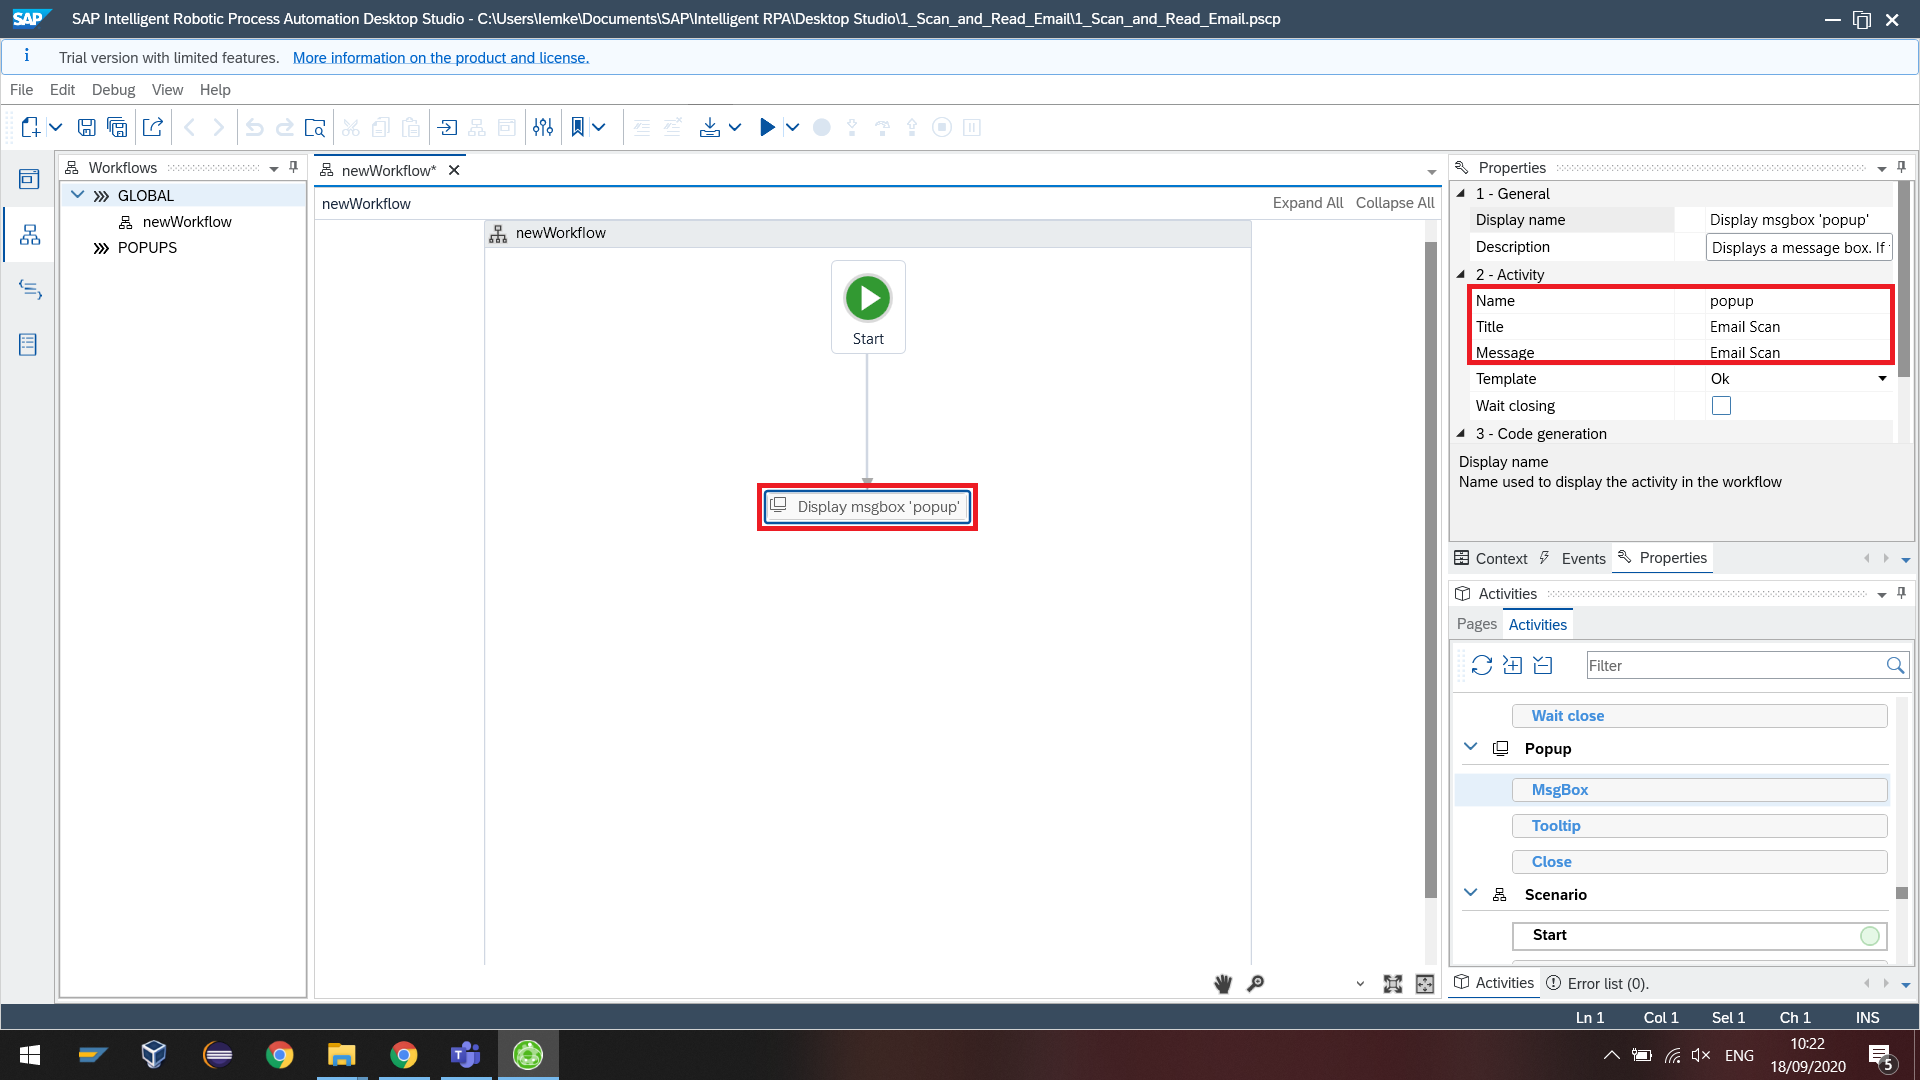 SAP SAP Intelligent Robotic Process Automation Desktop Studio - C:\Users\Iemke\Documents\SAP\Intelligent RPA\Desktop Studio\1_Scan_and_Read_Email\1_Scan_and_Read_Email.pscp
Trial version with limited features. More information on the product and license.
File Edit Debug View Help
Workflows
GLOBAL
newWorkflow
POPUPS
newWorkflow*
newWorkflow
Expand All Collapse All
newWorkflow
Start
Display msgbox 'popup'
Properties
1 - General
Display name Display msgbox 'popup'
Description Displays a message box. If
2 - Activity
Name popup
Title Email Scan
Message Email Scan
Template Ok
Wait closing
3 - Code generation
Display name
Name used to display the activity in the workflow
Context Events Properties
Activities
Pages Activities
Filter
Wait close
Popup
MsgBox
Tooltip
Close
Scenario
Start
Activities Error list (0).
Ln 1 Col 1 Sel 1 Ch 1 INS
ENG
10:22
18/09/2020
5